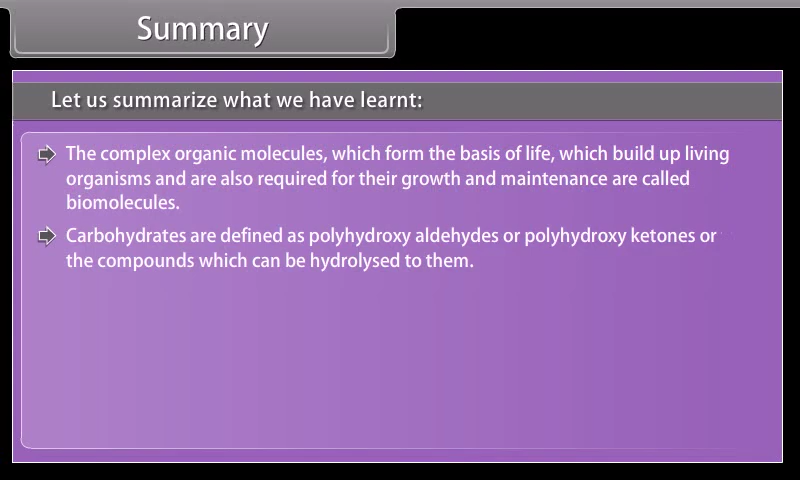 Summary
Let us summarize what we have learnt:
The complex organic molecules, which form the basis of life, which build up living
organisms and are also required for their growth and maintenance are called
biomolecules.
Carbohydrates are defined as polyhydroxy aldehydes or polyhydroxy ketones or
the compounds which can be hydrolysed to them.